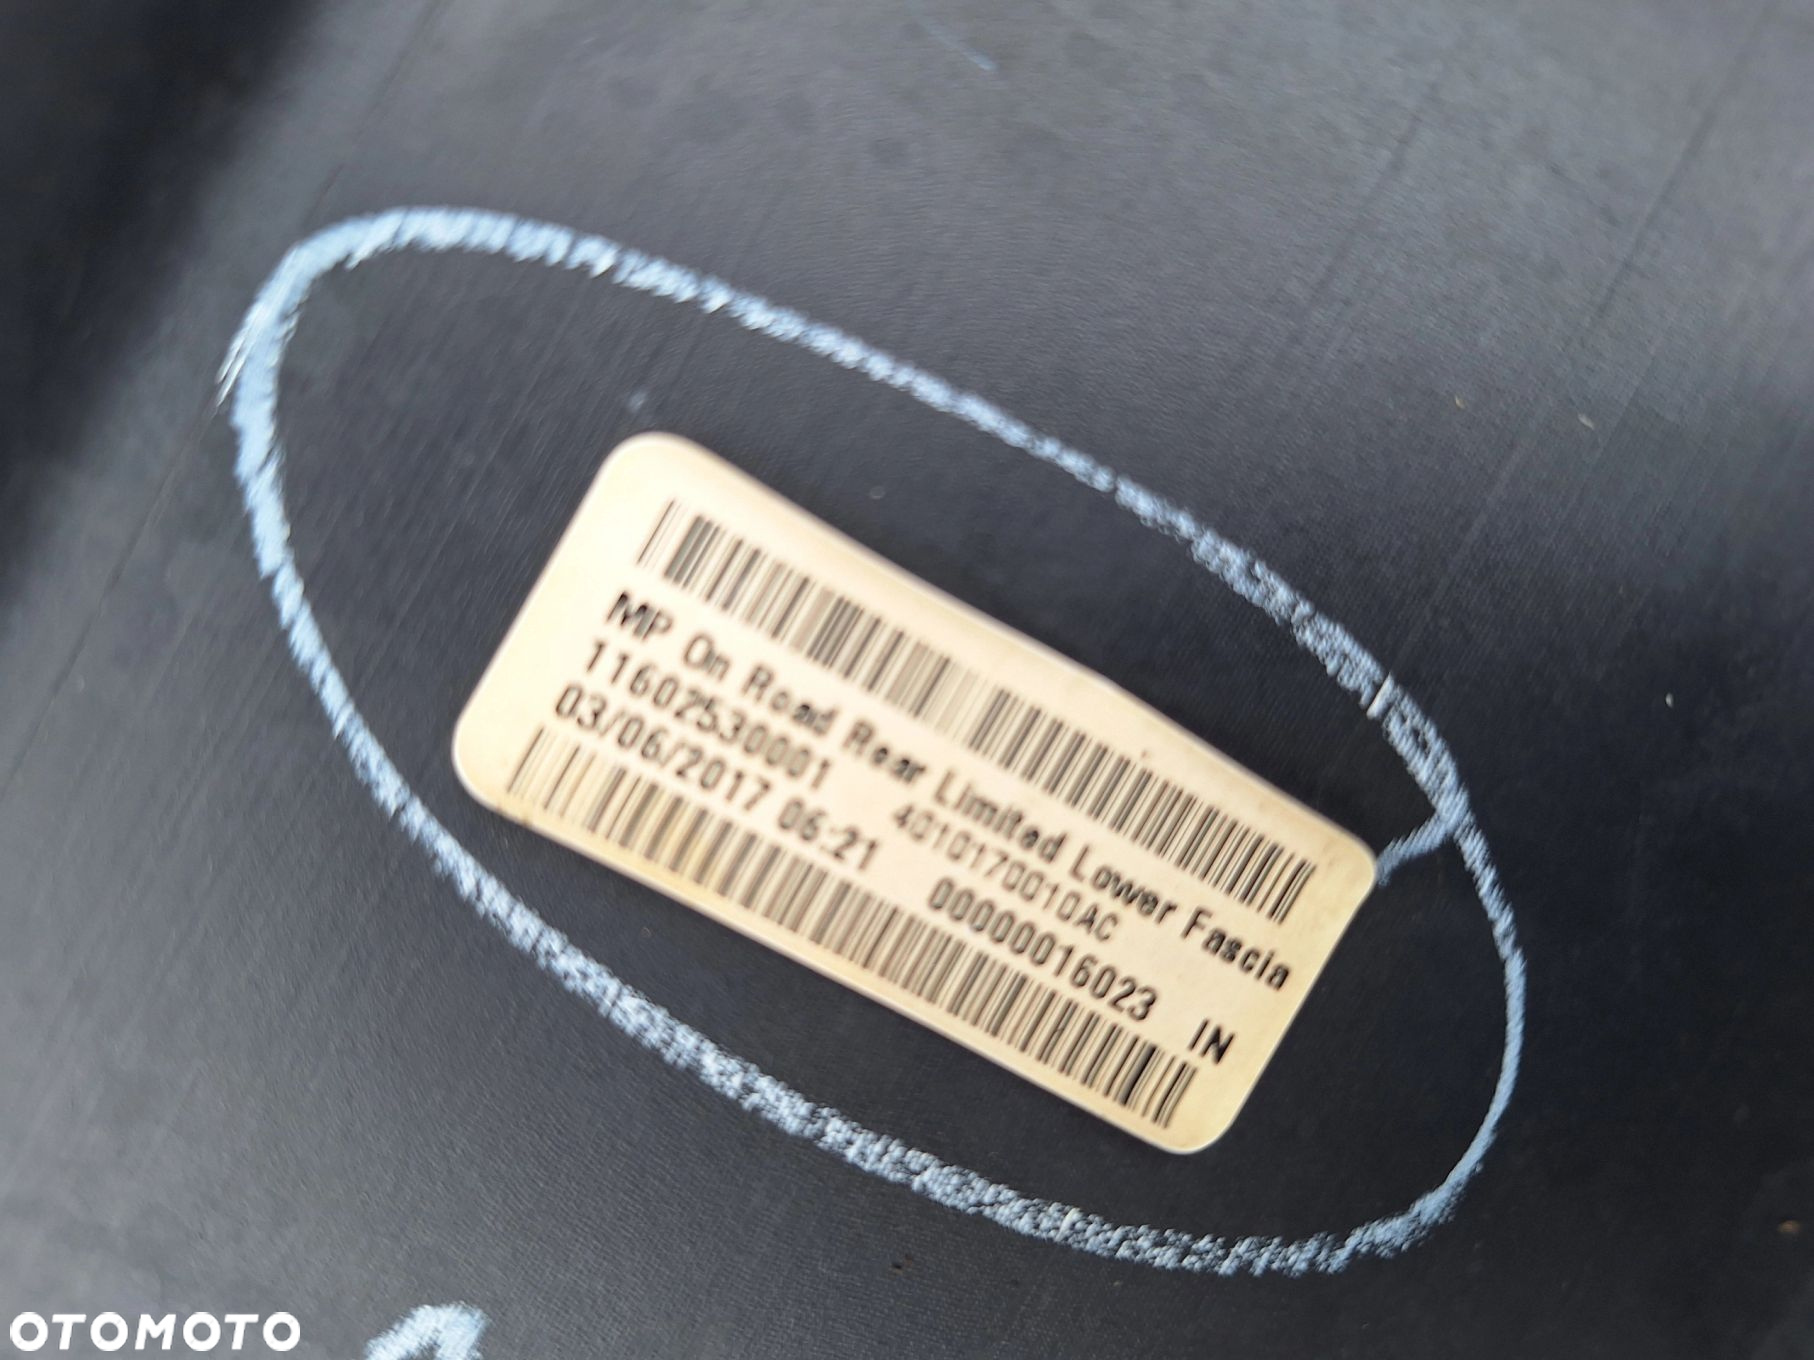 MP On Road Rear Limited Lower Fascia
11602530001 4010170010AC
03/06/2017 06:21 00000016023 IN
OTOMOTO